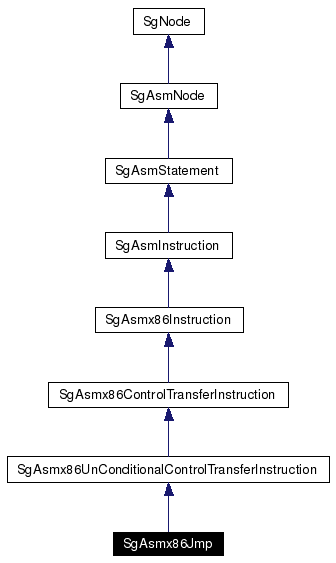 SgNode
SgAsmNode
SgAsmStatement
SgAsmInstruction
SgAsmx86Instruction
SgAsmx86ControlTransferInstruction
SgAsmx86UnConditionalControlTransferInstruction
SgAsmx86Jmp